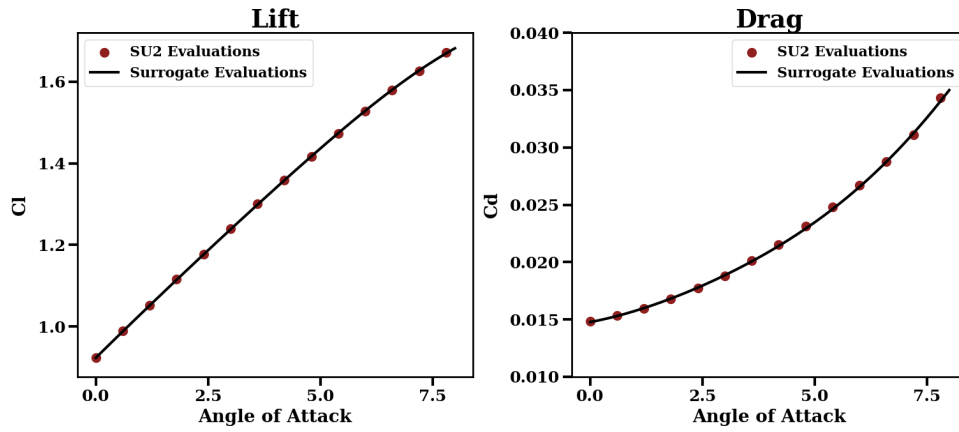 Lift
SU2 Evaluations
Surrogate Evaluations
1.6
1.4
1.2
1.0
Cl
0.0
2.5
5.0
7.5
Angle of Attack
Drag
SU2 Evaluations
Surrogate Evaluations
0.040
0.035
0.030
0.025
0.020
0.015
0.010
Cd
0.0
2.5
5.0
7.5
Angle of Attack